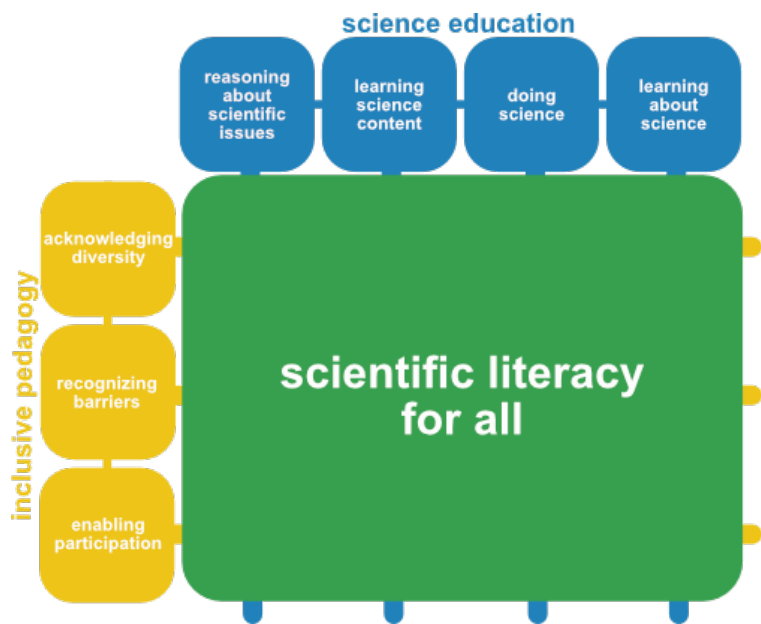 science education
reasoning
about
scientific
issues
learning
science
content
doing
science
learning
about
science
inclusive pedagogy
acknowledging
diversity
recognizing
barriers
enabling
participation
scientific literacy
for all